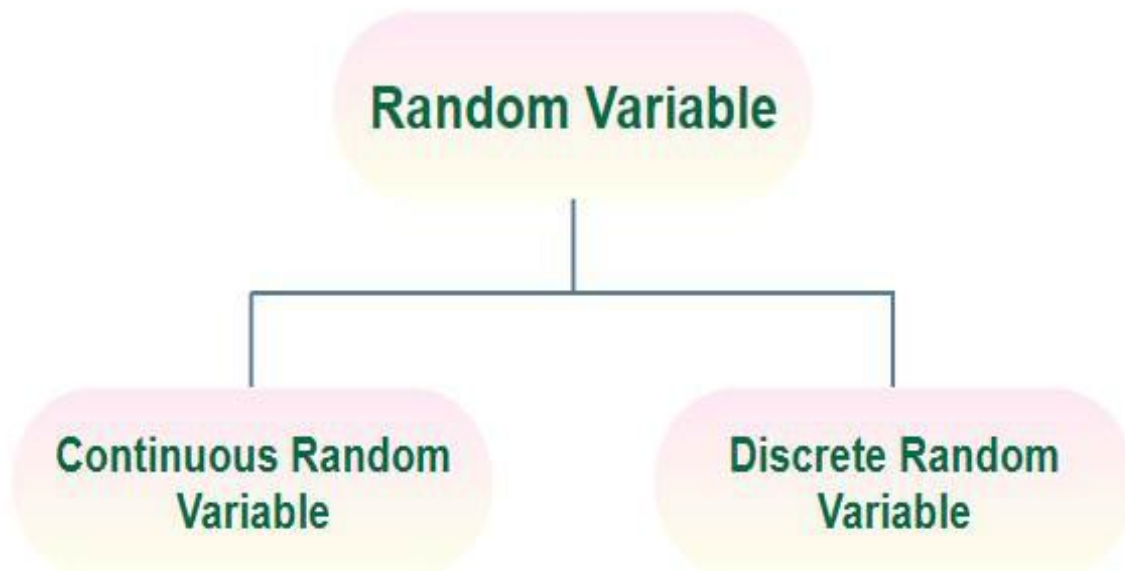 Random Variable
Continuous Random
Variable
Discrete Random
Variable